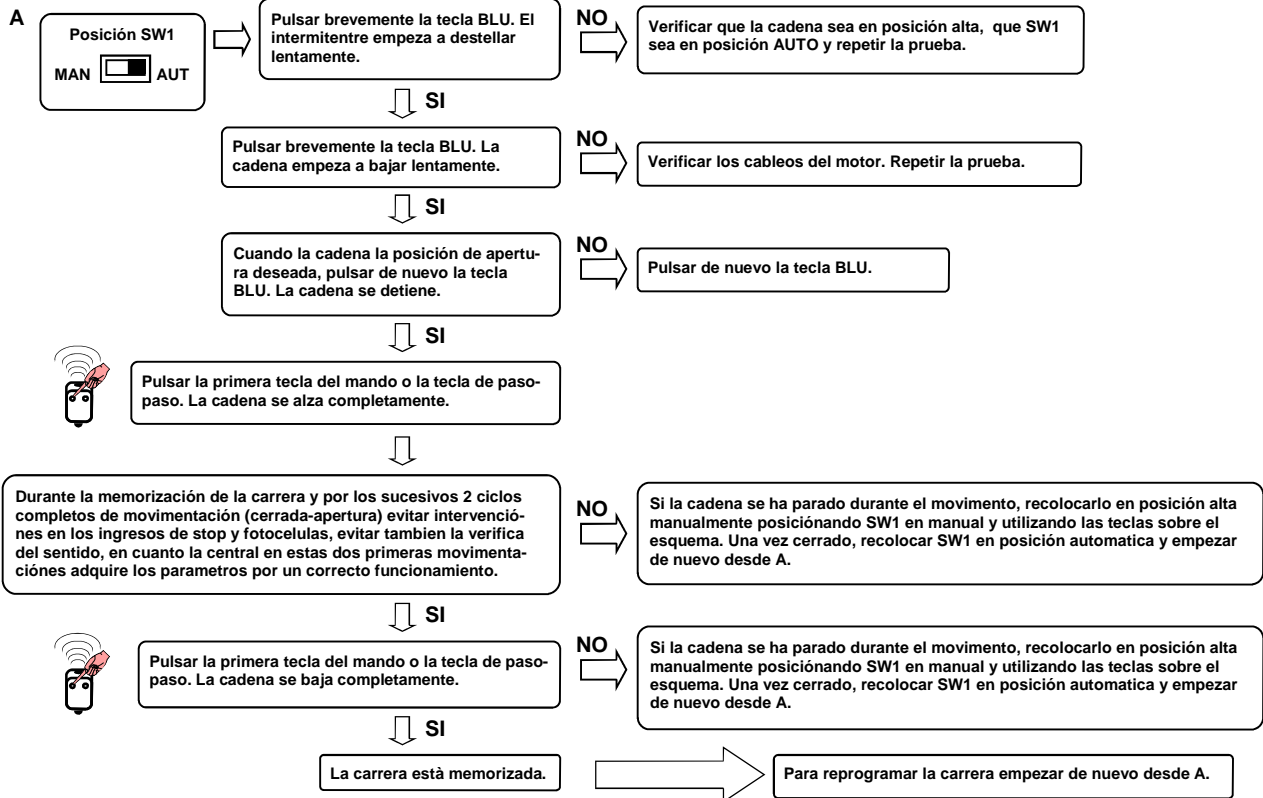 A
Posición SW1
MAN AUT
Pulsar brevemente la tecla BLU. El
intermitentre empeza a destellar
lentamente.
NO
Verificar que la cadena sea en posición alta, que SW1
sea en posición AUTO y repetir la prueba.
SI
Pulsar brevemente la tecla BLU. La
cadena empeza a bajar lentamente.
NO
Verificar los cableos del motor. Repetir la prueba.
SI
Cuando la cadena la posición de apertu-
ra deseada, pulsar de nuevo la tecla
BLU. La cadena se detiene.
NO
Pulsar de nuevo la tecla BLU.
SI
Pulsar la primera tecla del mando o la tecla de paso-
paso. La cadena se alza completamente.
Durante la memorización de la carrera y por los sucesivos 2 ciclos
completos de movimentación (cerrada-apertura) evitar intervenció-
nes en los ingresos de stop y fotocelulas, evitar tambien la verifica
del sentido, en cuanto la central en estas dos primeras movimenta-
ciónes adquire los parametros por un correcto funcionamiento.
NO
Si la cadena se ha parado durante el movimento, recolocarlo en posición alta
manualmente posiciónando SW1 en manual y utilizando las teclas sobre el
esquema. Una vez cerrado, recolocar SW1 en posición automatica y empezar
de nuevo desde A.
SI
Pulsar la primera tecla del mando o la tecla de paso-
paso. La cadena se baja completamente.
NO
Si la cadena se ha parado durante el movimento, recolocarlo en posición alta
manualmente posiciónando SW1 en manual y utilizando las teclas sobre el
esquema. Una vez cerrado, recolocar SW1 en posición automatica y empezar
de nuevo desde A.
SI
La carrera està memorizada.
Para reprogramar la carrera empezar de nuevo desde A.